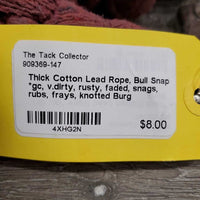 The Tack Collector
909369-147
Thick Cotton Lead Rope, Bull Snap
*gc, v.dirty, rusty, faded, snags,
rubs, frays, knotted Burg
4XHG2N
$8.00